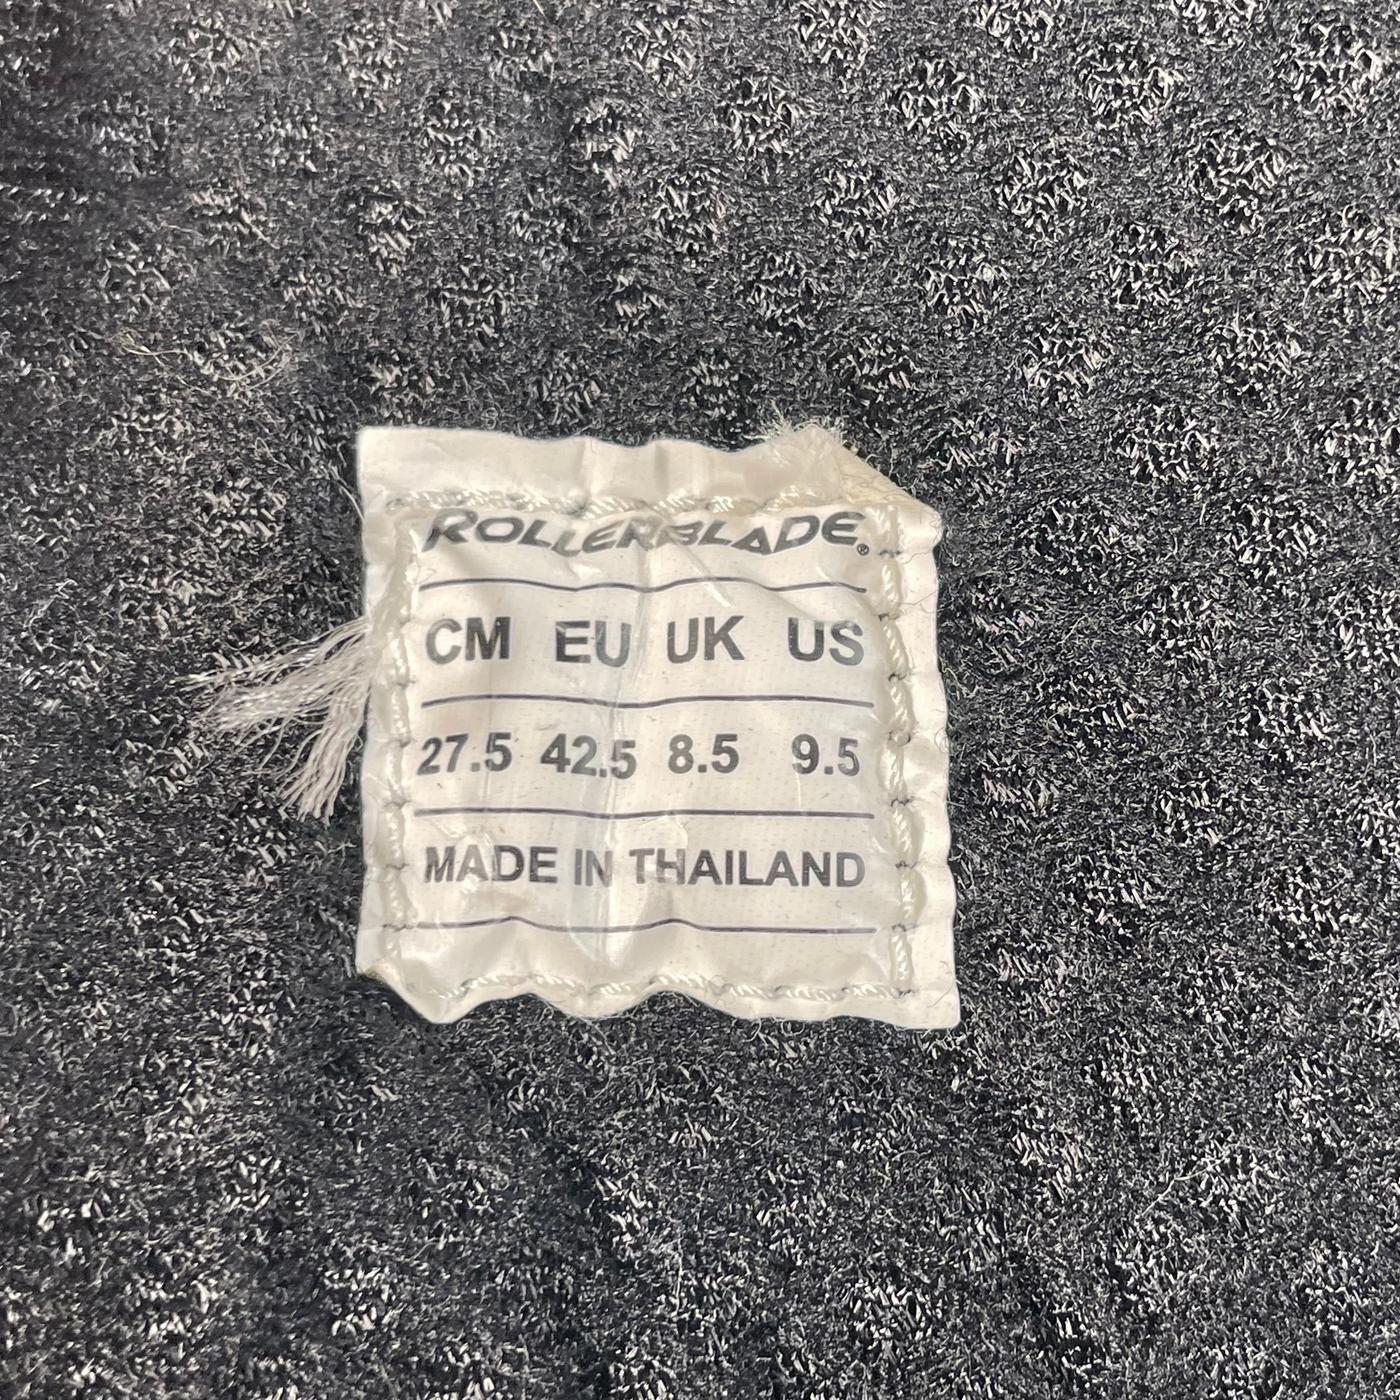 ROLLERBLADE®
CM EU UK US
27.5 42.5 8.5 9.5
MADE IN THAILAND